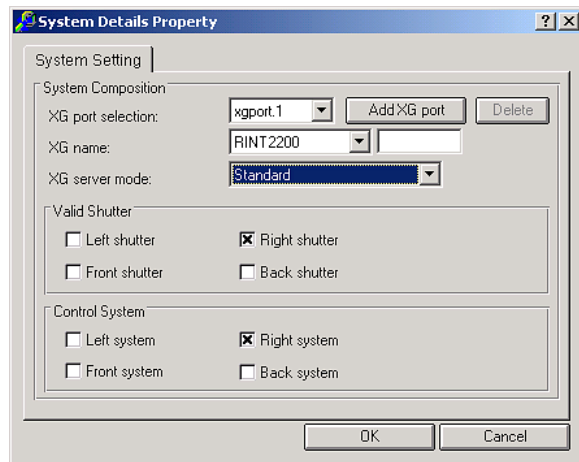 System Details Property
System Setting
System Composition
XG port selection: xgport.1 Add XG port Delete
XG name: RINT2200
XG server mode: Standard
Valid Shutter
Left shutter Right shutter
Front shutter Back shutter
Control System
Left system Right system
Front system Back system
OK Cancel